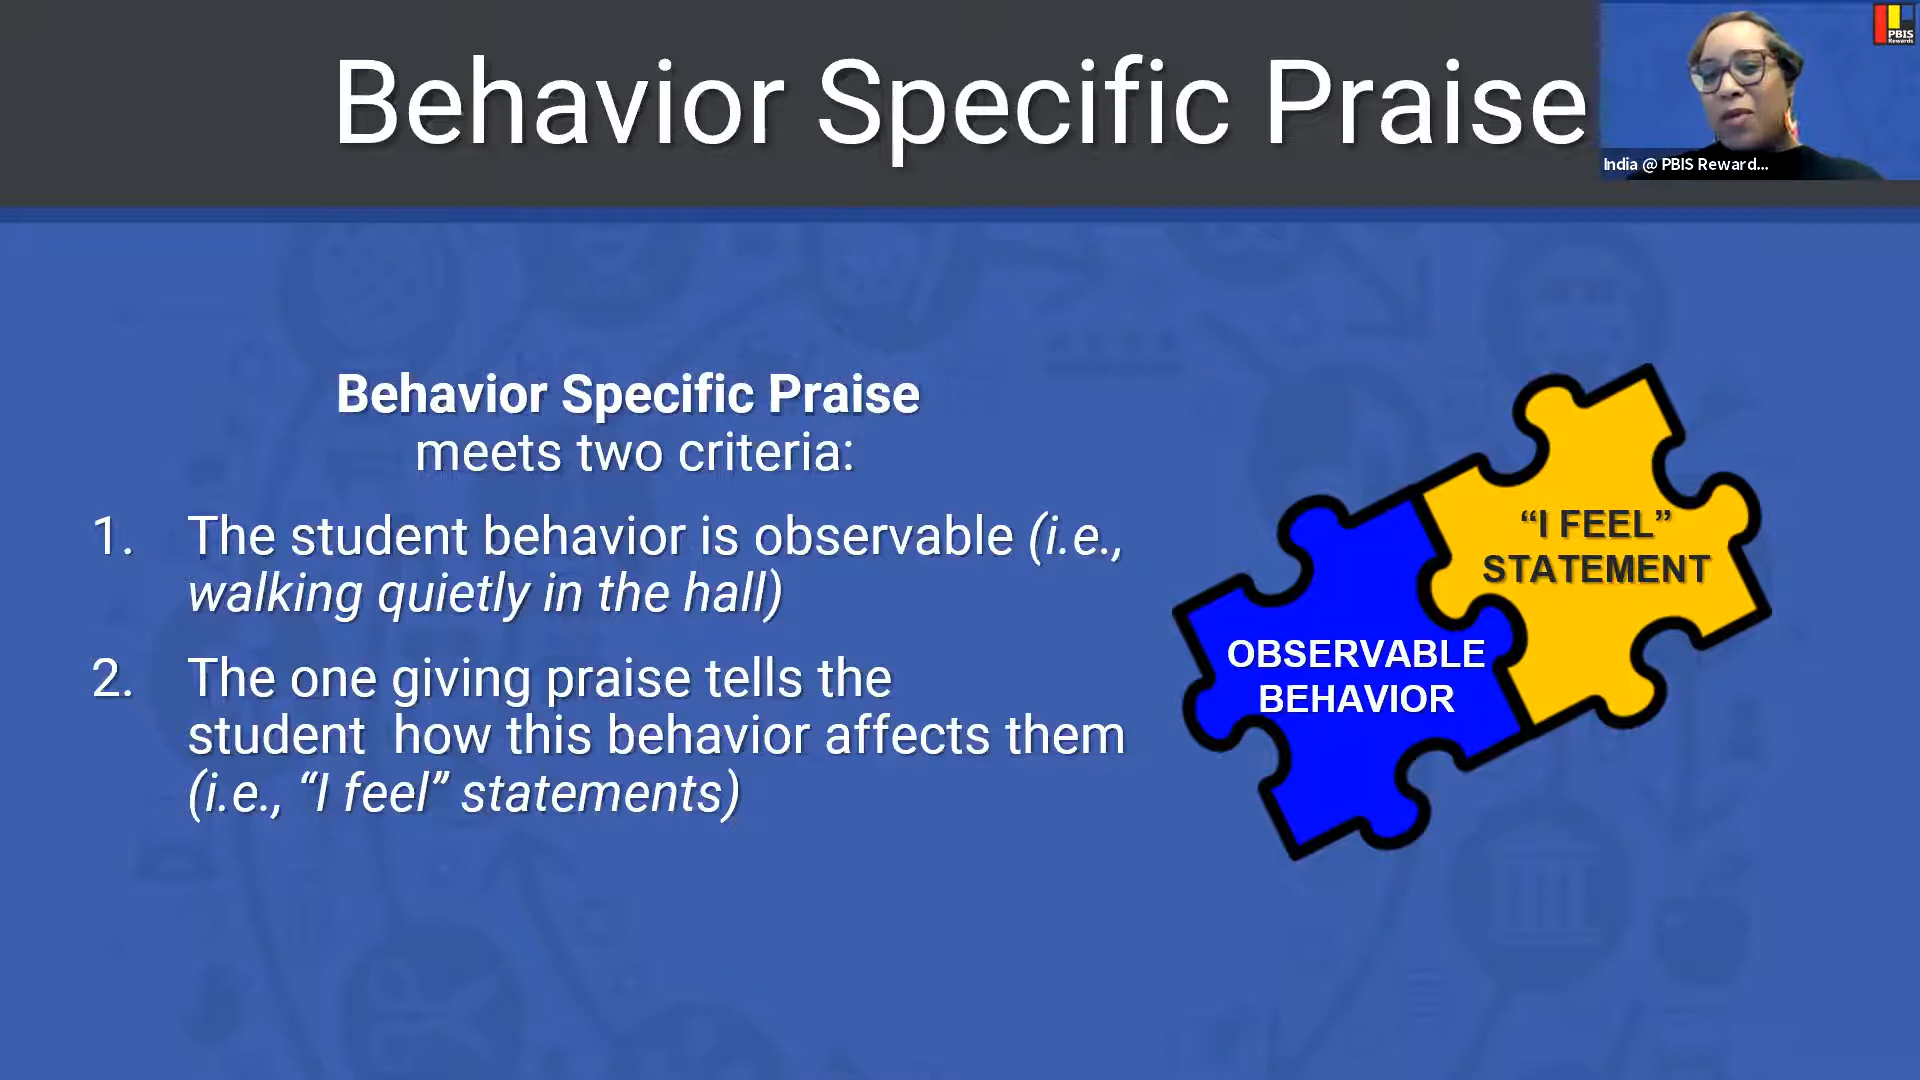 Behavior Specific Praise
PBIS
Rewards
India @ PBIS Reward...
Behavior Specific Praise
meets two criteria:
1. The student behavior is observable (i.e.,
walking quietly in the hall)
2. The one giving praise tells the
student  how this behavior affects them
(i.e., “I feel” statements)
“I FEEL”
STATEMENT
OBSERVABLE
BEHAVIOR